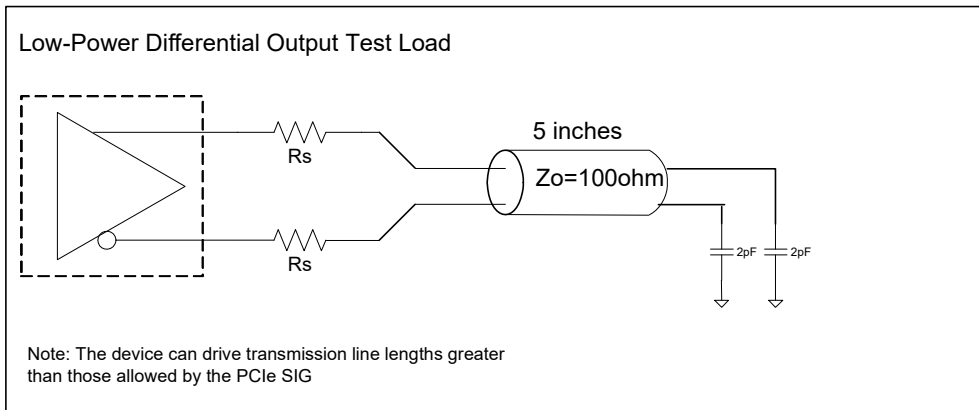 Low-Power Differential Output Test Load
5 inches
Rs
Zo=100ohm
Rs
2pF
2pF
Note: The device can drive transmission line lengths greater
than those allowed by the PCIe SIG